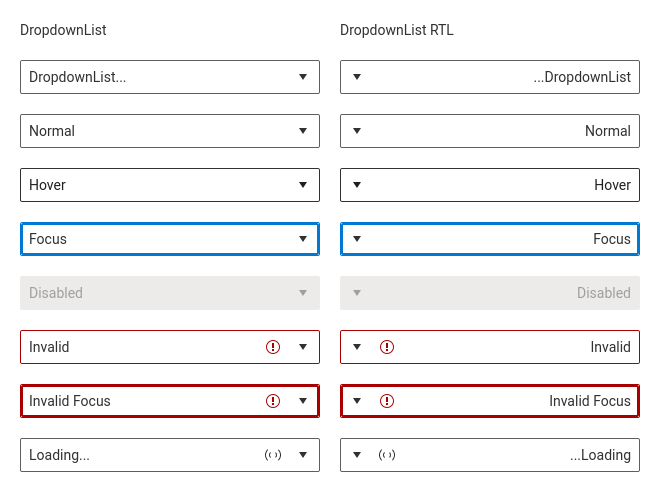 DropdownList
DropdownList RTL
DropdownList...
...DropdownList
Normal
Normal
Hover
Hover
Focus
Focus
Disabled
Disabled
Invalid
Invalid
Invalid Focus
Invalid Focus
Loading...
...Loading